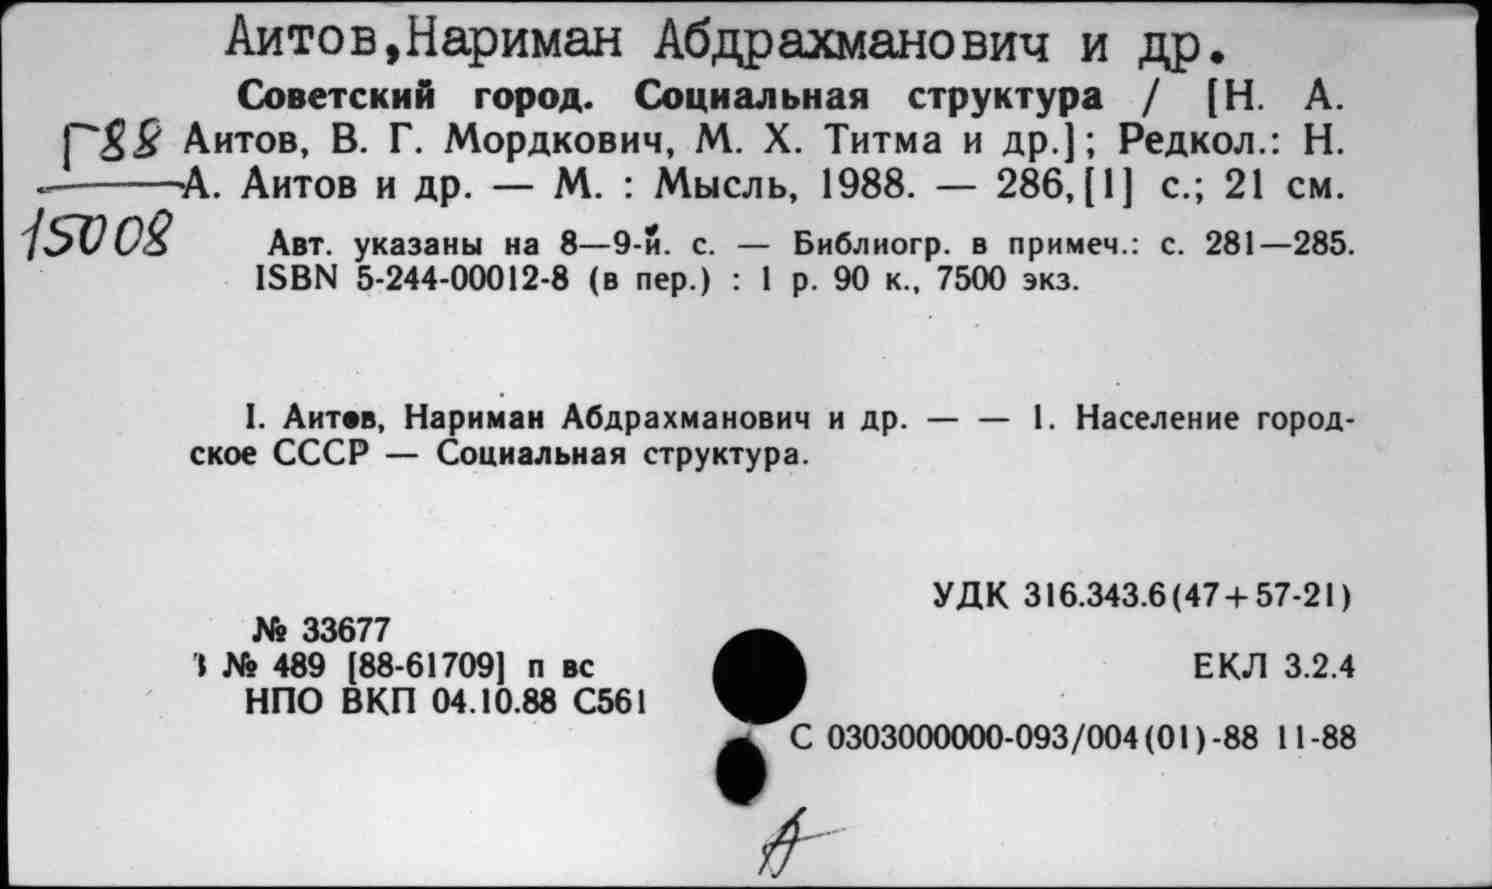 Аитов,Нариман Абдрахманович и др.
Советский город. Социальная структура / [Н. А.
Г88 Аитов, В. Г. Мордкович, М. Х. Титма и др.]; Редкол.: Н.
А. Аитов и др. — М. : Мысль, 1988. — 286,[1] с.; 21 см.
15008
Авт. указаны на 8—9-й. с. — Библиогр. в примеч.: с. 281—285.
ISBN 5-244-00012-8 (в пер.) : 1 р. 90 к., 7500 экз.
I. Аитов, Нариман Абдрахманович и др. — — 1. Население город-
ское СССР — Социальная структура.
УДК 316.343.6(47+57-21)
№ 33677
№ 489 [88-61709] п вс
ЕКЛ 3.2.4
НПО ВКП 04.10.88 С561
С 0303000000-093/004(01)-88 11-88